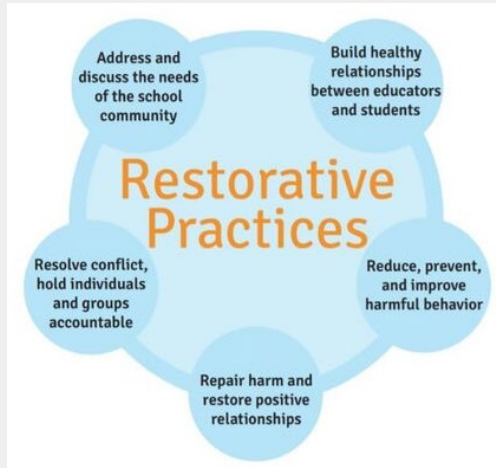 Address and
discuss the needs
of the school
community
Build healthy
relationships
between educators
and students
Restorative
Practices
Resolve conflict,
hold individuals
and groups
accountable
Reduce, prevent,
and improve
harmful behavior
Repair harm and
restore positive
relationships